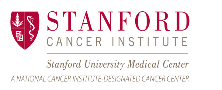 STANFORD
CANCER INSTITUTE
Stanford University Medical Center
A NATIONAL CANCER INSTITUTE-DESIGNATED CANCER CENTER